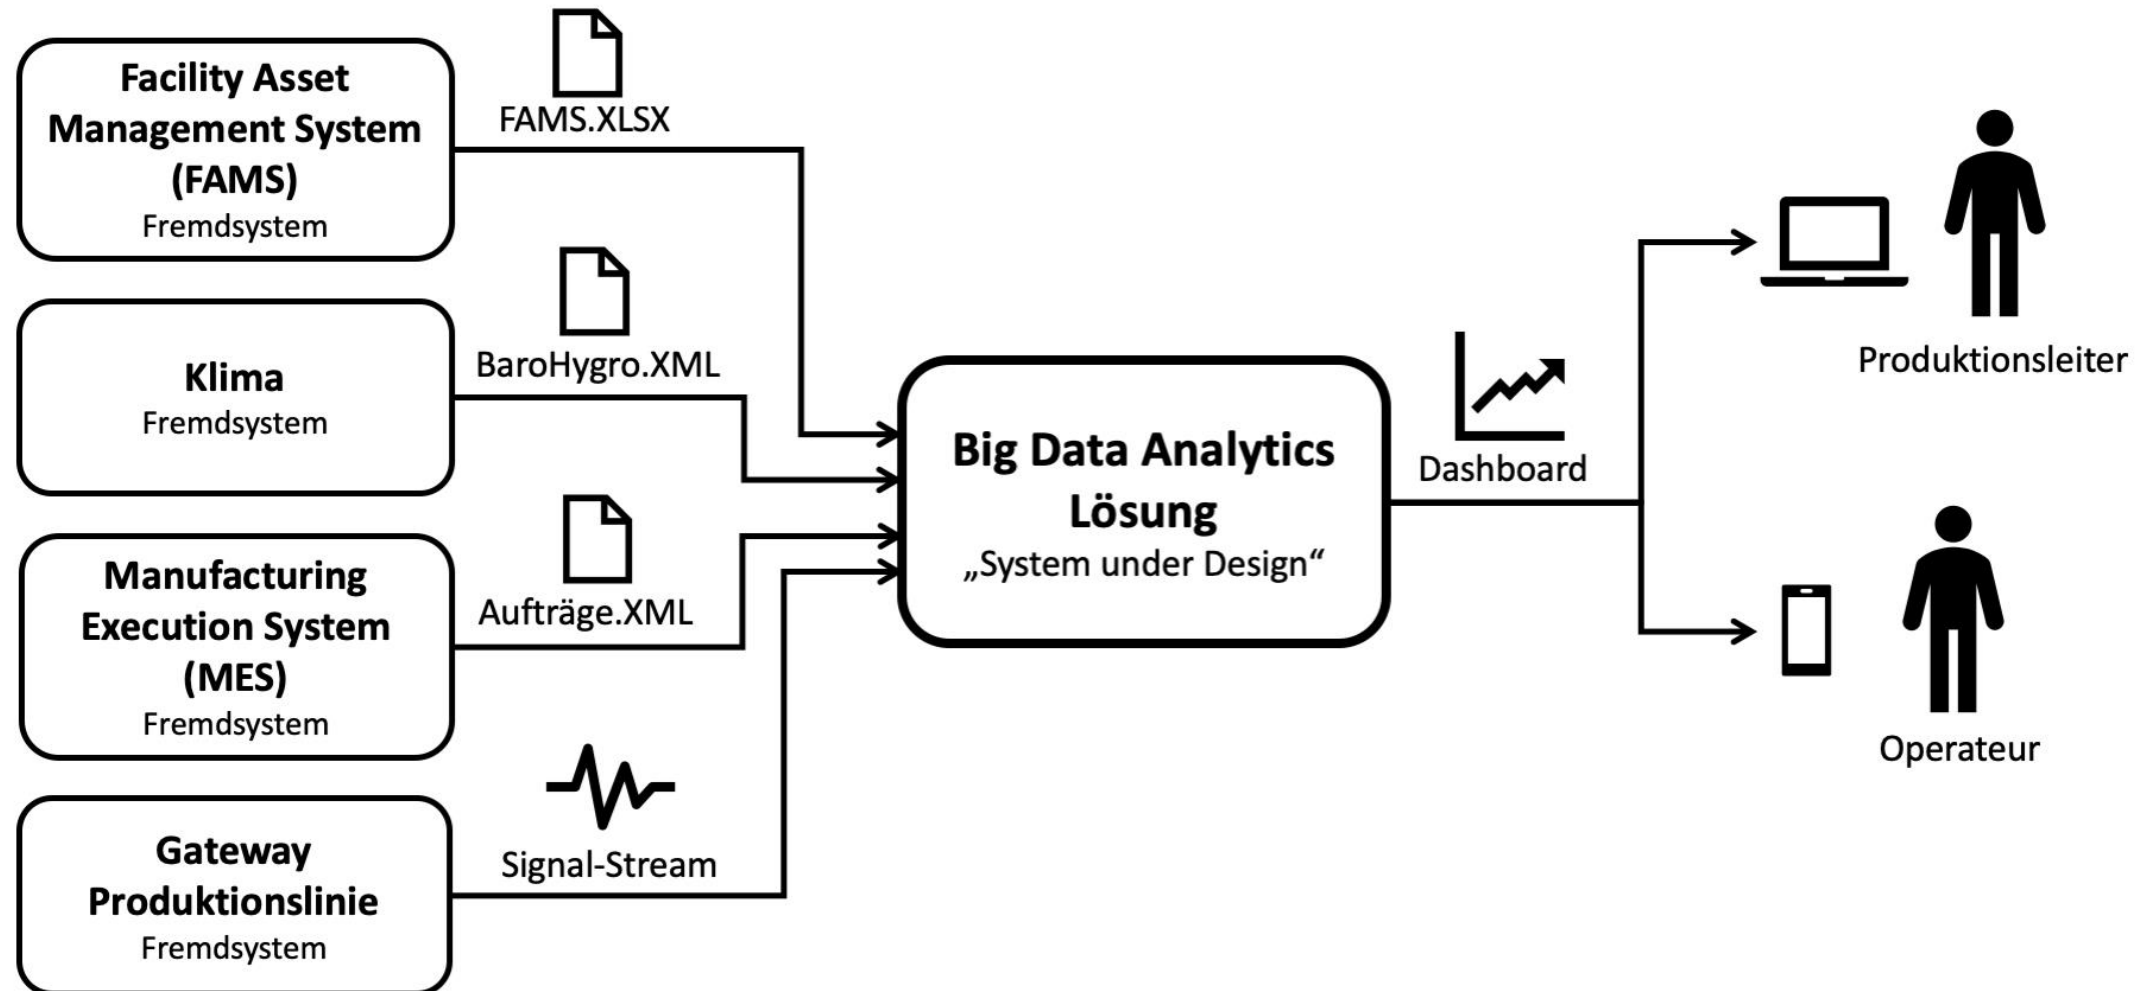 Facility Asset
Management System
(FAMS)
Fremdsystem
FAMS.XLSX
Klima
Fremdsystem
BaroHygro.XML
Manufacturing
Execution System
(MES)
Fremdsystem
Aufträge.XML
Gateway
Produktionslinie
Fremdsystem
Signal-Stream
Big Data Analytics
Lösung
„System under Design“
Dashboard
Produktionsleiter
Operateur